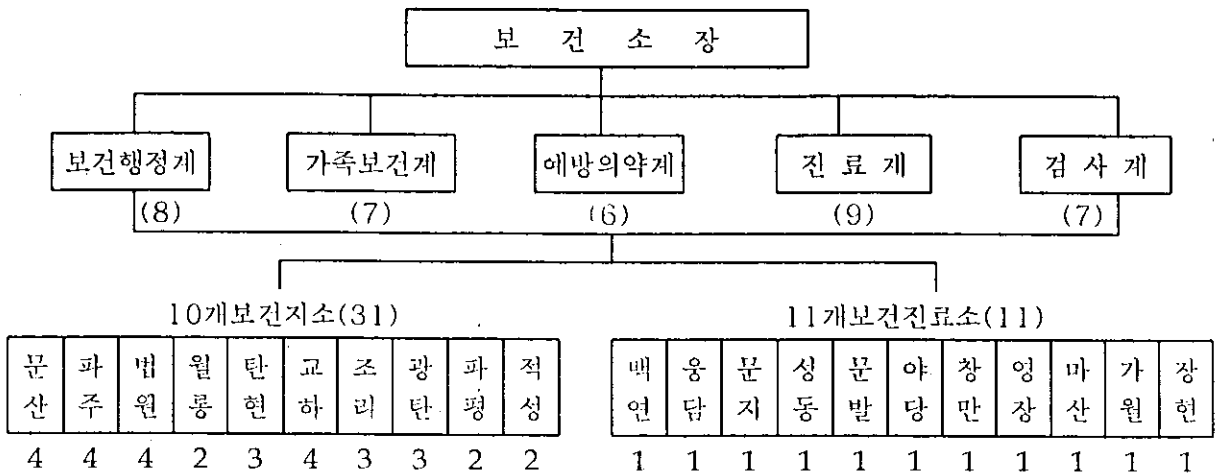 보 건 소 장
보건행정계 가족보건계 예방의약계 진 료 계 검 사 계
(8) (7) (6) (9) (7)
10개보건지소(31) 11개보건진료소(11)
문산 파주 법원 월롱 탄현 교하 조리 광탄 파평 적성 백연 웅담 문지 성동 문발 야당 창만 영장 마산 가월 장현
4 4 4 2 3 4 3 3 2 2 1 1 1 1 1 1 1 1 1 1 1